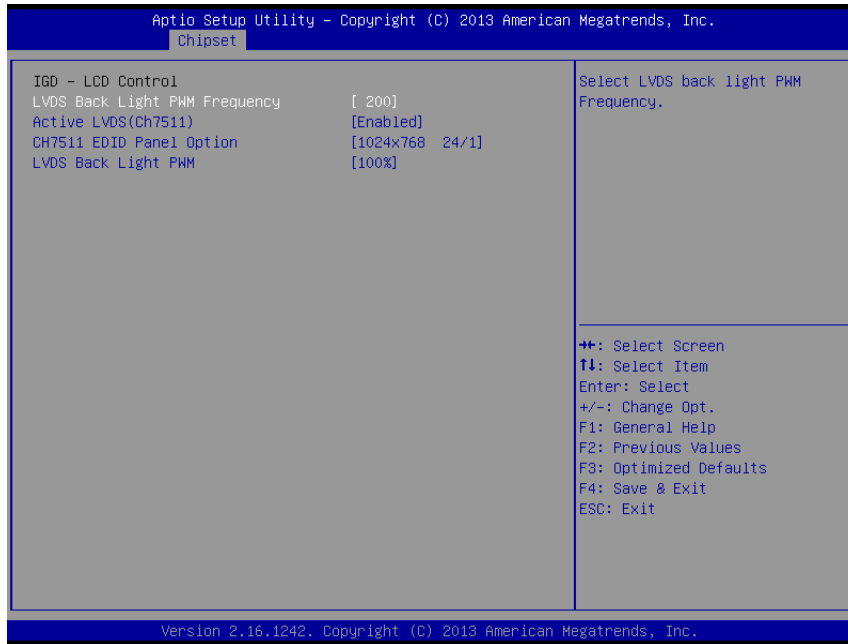 Aptio Setup Utility – Copyright (C) 2013 American Megatrends, Inc.
Chipset
IGD – LCD Control
LVDS Back Light PWM Frequency [ 200]
Active LVDS(Ch7511) [Enabled]
CH7511 EDID Panel Option [1024x768 24/1]
LVDS Back Light PWM [100%]
Select LVDS back light PWM
Frequency.
→←: Select Screen
↑↓: Select Item
Enter: Select
+/–: Change Opt.
F1: General Help
F2: Previous Values
F3: Optimized Defaults
F4: Save & Exit
ESC: Exit
Version 2.16.1242. Copyright (C) 2013 American Megatrends, Inc.